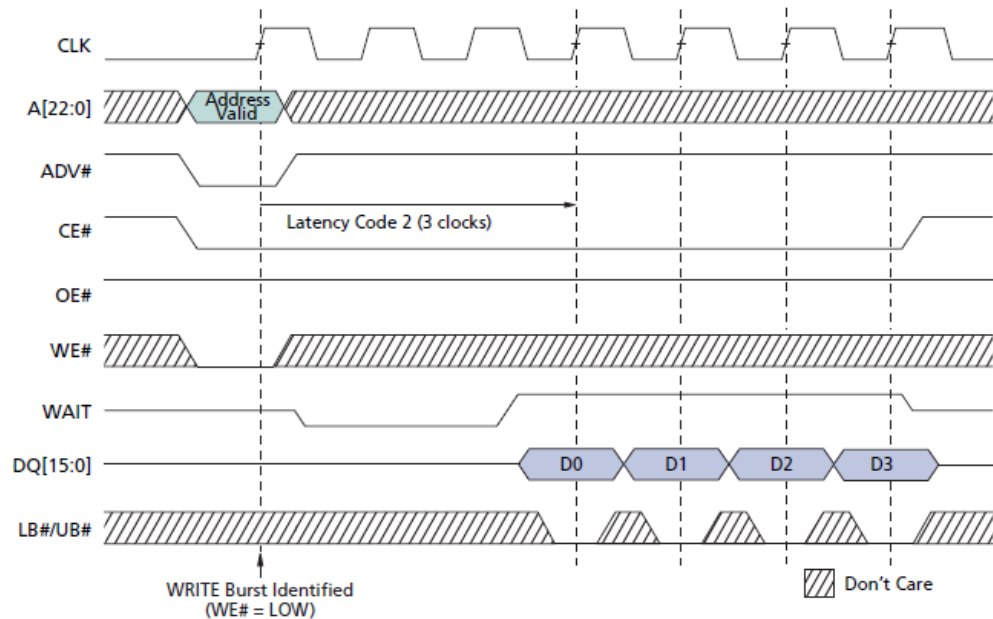 CLK
A[22:0]
Address
Valid
ADV#
Latency Code 2 (3 clocks)
CE#
OE#
WE#
WAIT
DQ[15:0]
D0 D1 D2 D3
LB#/UB#
WRITE Burst Identified
(WE# = LOW)
Don't Care